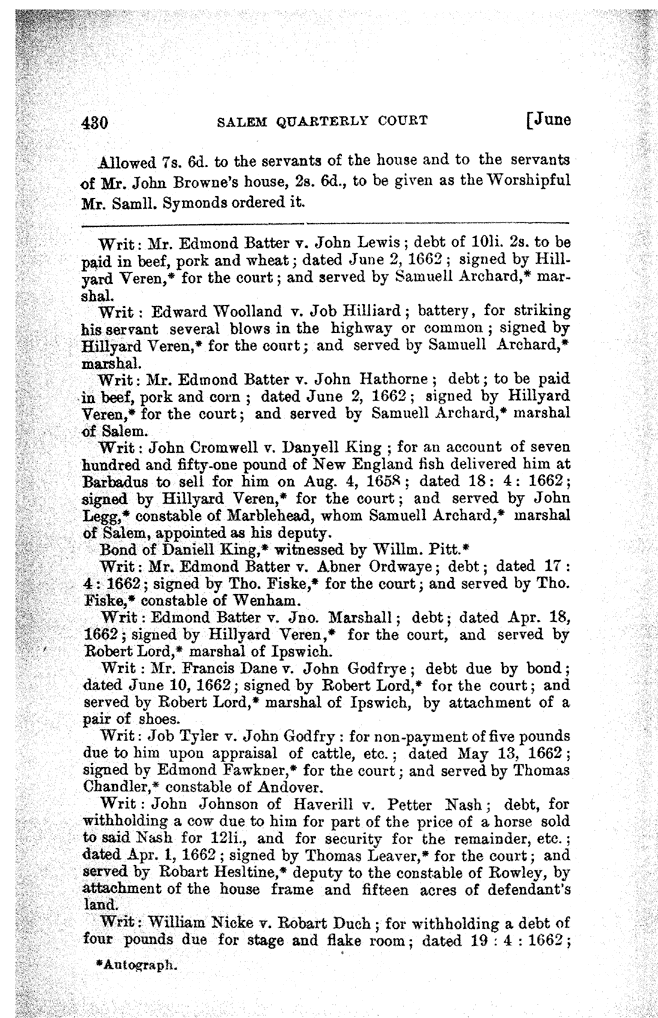 430 SALEM QUARTERLY COURT [June
Allowed 7s. 6d. to the servants of the house and to the servants
of Mr. John Browne's house, 2s. 6d., to be given as the Worshipful
Mr. Samll. Symonds ordered it.
Writ: Mr. Edmond Batter v. John Lewis; debt of 10li. 2s. to be
paid in beef, pork and wheat; dated June 2, 1662; signed by Hill-
yard Veren,* for the court; and served by Samuell Archard,* mar-
shal.
Writ: Edward Woolland v. Job Hilliard; battery, for striking
his servant several blows in the highway or common; signed by
Hillyard Veren,* for the court; and served by Samuell Archard,*
marshal.
Writ: Mr. Edmond Batter v. John Hathorne; debt; to be paid
in beef, pork and corn; dated June 2, 1662; signed by Hillyard
Veren,* for the court; and served by Samuell Archard,* marshal
of Salem.
Writ: John Cromwell v. Danyell King; for an account of seven
hundred and fifty-one pound of New England fish delivered him at
Barbadus to sell for him on Aug. 4, 1658; dated 18: 4: 1662;
signed by Hillyard Veren,* for the court; and served by John
Legg,* constable of Marblehead, whom Samuell Archard,* marshal
of Salem, appointed as his deputy.
Bond of Daniell King,* witnessed by Willm. Pitt.*
Writ: Mr. Edmond Batter v. Abner Ordwaye; debt; dated 17:
4: 1662; signed by Tho. Fiske,* for the court; and served by Tho.
Fiske,* constable of Wenham.
Writ: Edmond Batter v. Jno. Marshall; debt; dated Apr. 18,
1662; signed by Hillyard Veren,* for the court, and served by
Robert Lord,* marshal of Ipswich.
Writ: Mr. Francis Dane v. John Godfrye; debt due by bond;
dated June 10, 1662; signed by Robert Lord,* for the court; and
served by Robert Lord,* marshal of Ipswich, by attachment of a
pair of shoes.
Writ: Job Tyler v. John Godfry: for non-payment of five pounds
due to him upon appraisal of cattle, etc.; dated May 13, 1662;
signed by Edmond Fawkner,* for the court; and served by Thomas
Chandler,* constable of Andover.
Writ: John Johnson of Haverill v. Petter Nash; debt, for
withholding a cow due to him for part of the price of a horse sold
to said Nash for 12li., and for security for the remainder, etc.;
dated Apr. 1, 1662; signed by Thomas Leaver,* for the court; and
served by Robart Hesltine,* deputy to the constable of Rowley, by
attachment of the house frame and fifteen acres of defendant's
land.
Writ: William Nicke v. Robart Duch; for withholding a debt of
four pounds due for stage and flake room; dated 19 : 4 : 1662;
*Autograph.